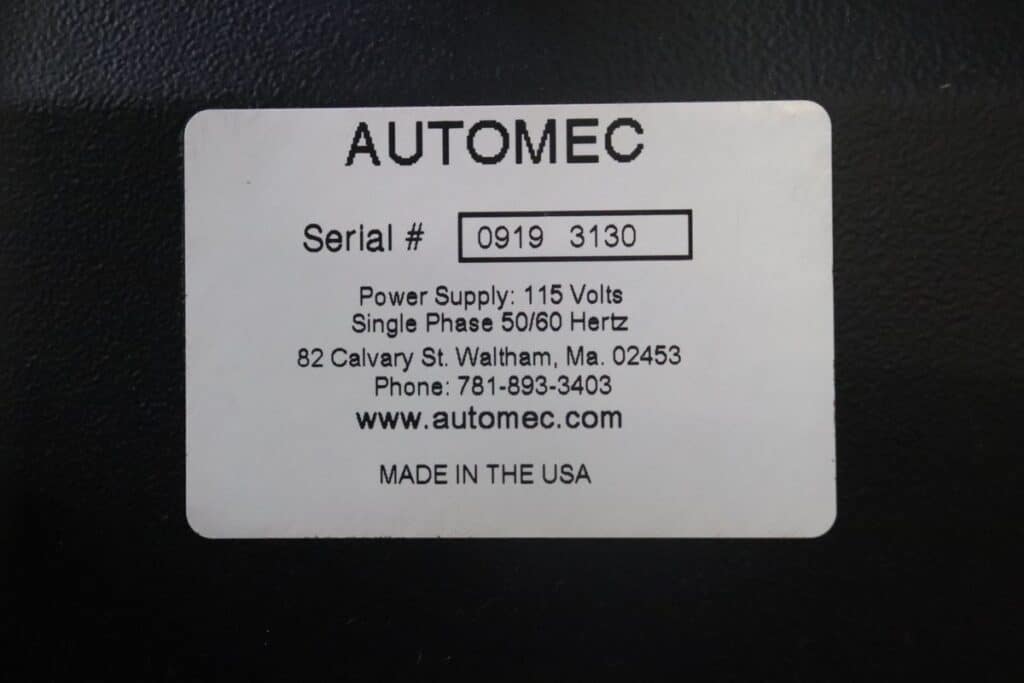 AUTOMEC
Serial # 0919 3130
Power Supply: 115 Volts
Single Phase 50/60 Hertz
82 Calvary St. Waltham, Ma. 02453
Phone: 781-893-3403
www.automec.com
MADE IN THE USA